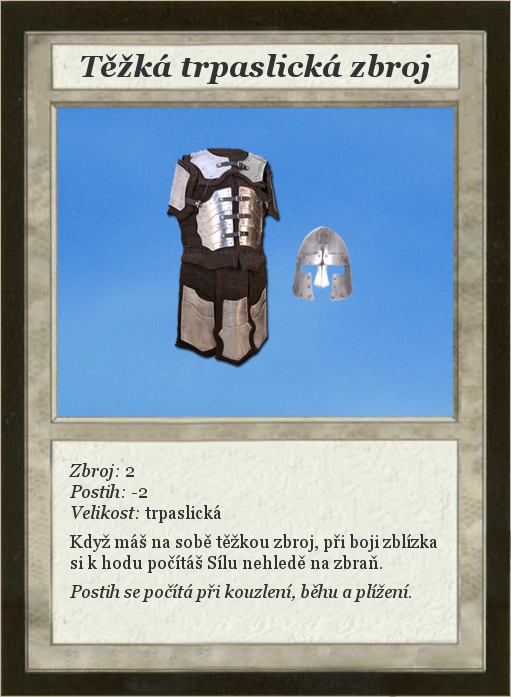 Těžká trpaslická zbroj
Zbroj: 2
Postih: -2
Velikost: trpaslická
Když máš na sobě těžkou zbroj, při boji zblízka
si k hodu počítáš Sílu nehledě na zbraň.
Postih se počítá při kouzlení, běhu a plížení.